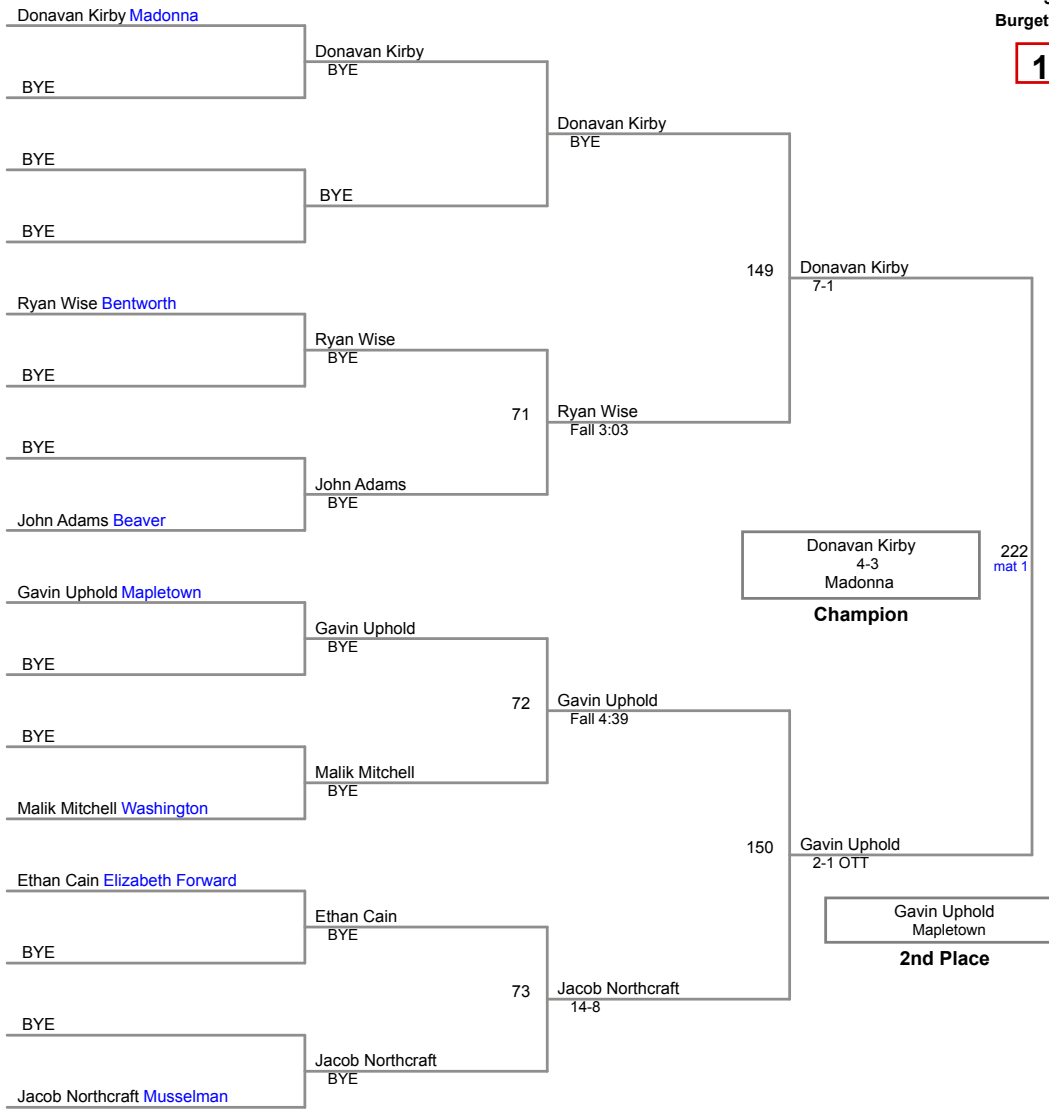 Donavan Kirby Madonna
Burget
Donavan Kirby
BYE
1
BYE
Donavan Kirby
BYE
BYE
BYE
BYE
149
Donavan Kirby
7-1
Ryan Wise Bentworth
Ryan Wise
BYE
BYE
71
Ryan Wise
Fall 3:03
BYE
John Adams
BYE
John Adams Beaver
Donavan Kirby
4-3
Madonna
222
mat 1
Champion
Gavin Uphold Mapletown
Gavin Uphold
BYE
BYE
72
Gavin Uphold
Fall 4:39
BYE
Malik Mitchell
BYE
Malik Mitchell Washington
150
Gavin Uphold
2-1 OTT
Ethan Cain Elizabeth Forward
Gavin Uphold
Mapletown
Ethan Cain
BYE
2nd Place
BYE
73
Jacob Northcraft
14-8
BYE
Jacob Northcraft
BYE
Jacob Northcraft Musselman